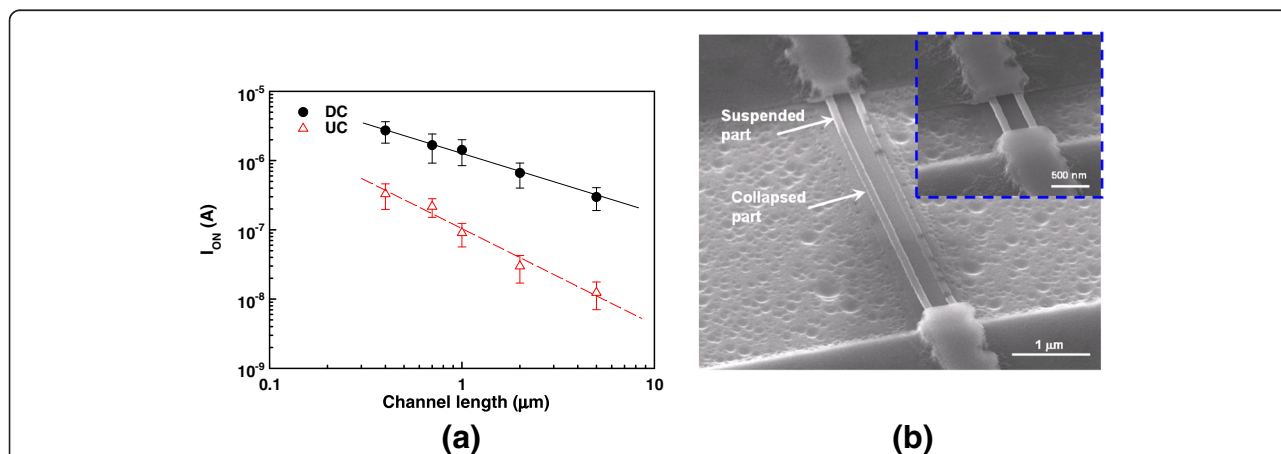 10⁻⁵
DC
UC
10⁻⁶
10⁻⁷
10⁻⁸
10⁻⁹
I_ON (A)
0.1 1 10
Channel length (μm)
(a)
Suspended
part
Collapsed
part
500 nm
1 μm
(b)